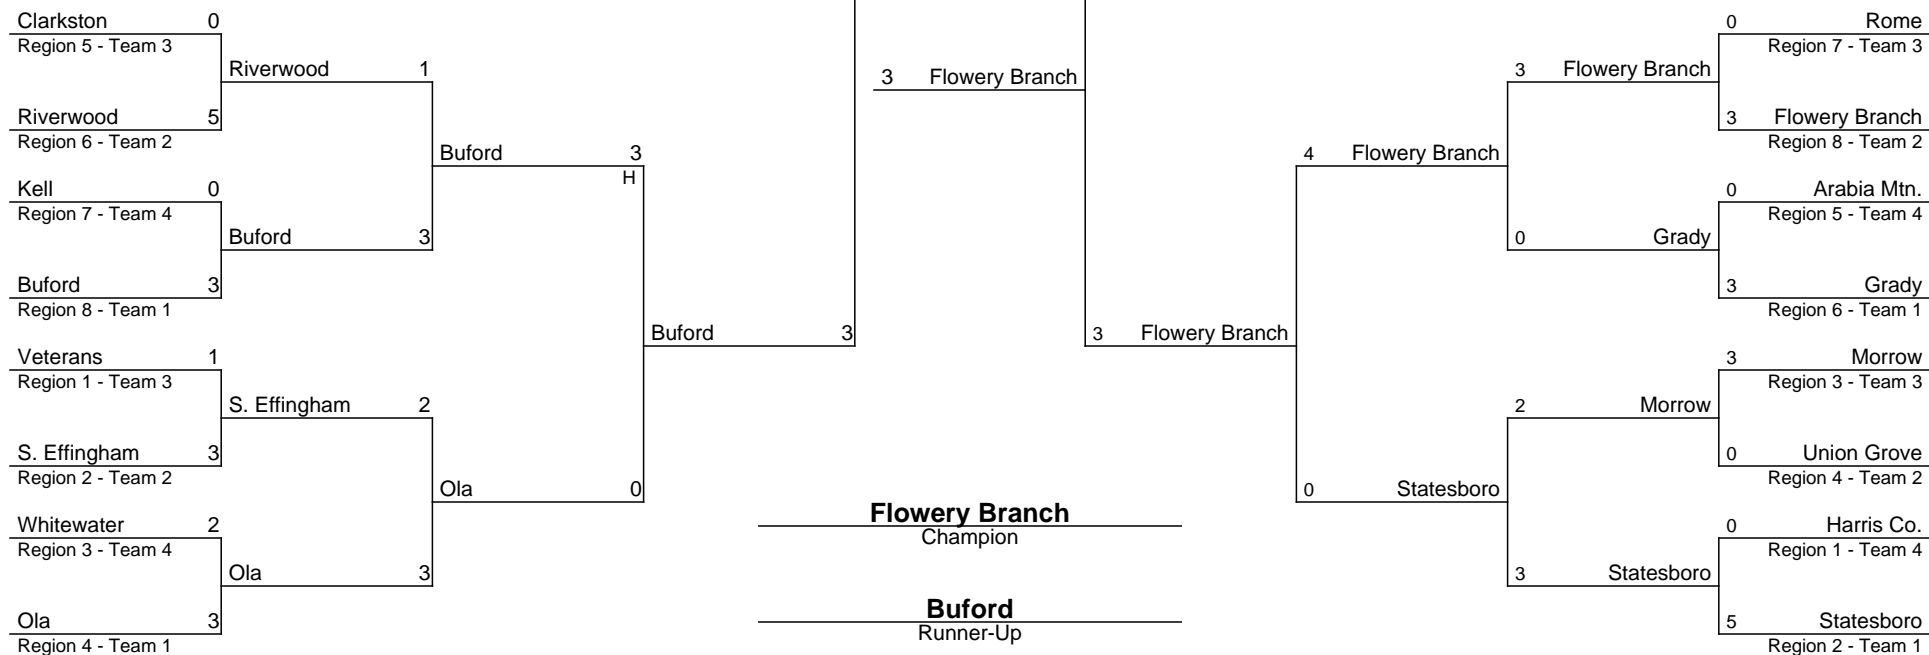 Clarkston 0
Region 5 - Team 3
Riverwood 5
Region 6 - Team 2
Kell 0
Region 7 - Team 4
Buford 3
Region 8 - Team 1
Veterans 1
Region 1 - Team 3
S. Effingham 3
Region 2 - Team 2
Whitewater 2
Region 3 - Team 4
Ola 3
Region 4 - Team 1
Riverwood 1
Buford 3
S. Effingham 2
Ola 3
Buford 3
H
Ola 0
Buford 3
3 Flowery Branch
Flowery Branch
Champion
Buford
Runner-Up
3 Flowery Branch
4 Flowery Branch
0 Statesboro
3 Flowery Branch
0 Grady
2 Morrow
3 Statesboro
0 Rome
Region 7 - Team 3
3 Flowery Branch
Region 8 - Team 2
0 Arabia Mtn.
Region 5 - Team 4
3 Grady
Region 6 - Team 1
3 Morrow
Region 3 - Team 3
0 Union Grove
Region 4 - Team 2
0 Harris Co.
Region 1 - Team 4
5 Statesboro
Region 2 - Team 1